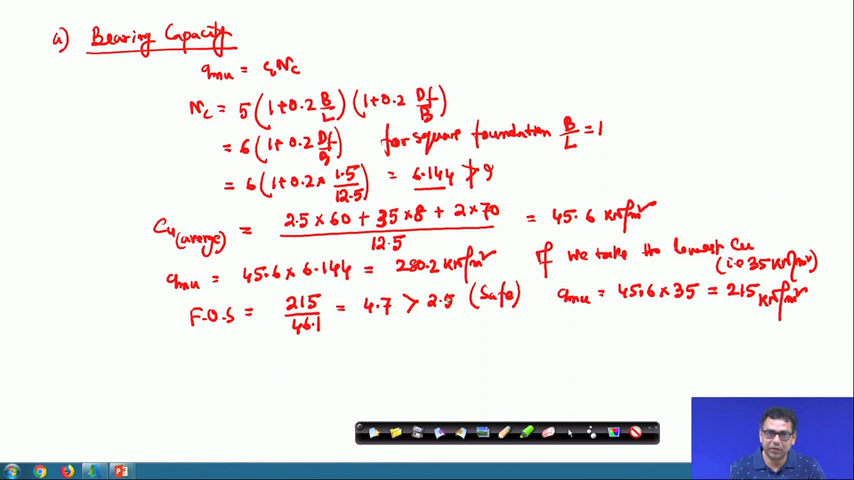 a) Bearing Capacity
qnu = cNc
Nc = 5 (1+0.2 B/L) (1+0.2 Df/B)
= 6 (1+0.2 Df/B) for square foundation B/L = 1
= 6 (1+0.2× 1.5/12.5) = 6.144 ≯ 9
Cu(average) = (2.5×60 + 35×8 + 2×70)/12.5 = 45.6 kN/m²
qnu = 45.6 × 6.144 = 280.2 kN/m²
If we take the lowest Cu
(i.e 35 kN/m²)
qnu = 45.6 × 35 = 215 kN/m²
F.O.S = 215/46.1 = 4.7 > 2.5 (Safe)